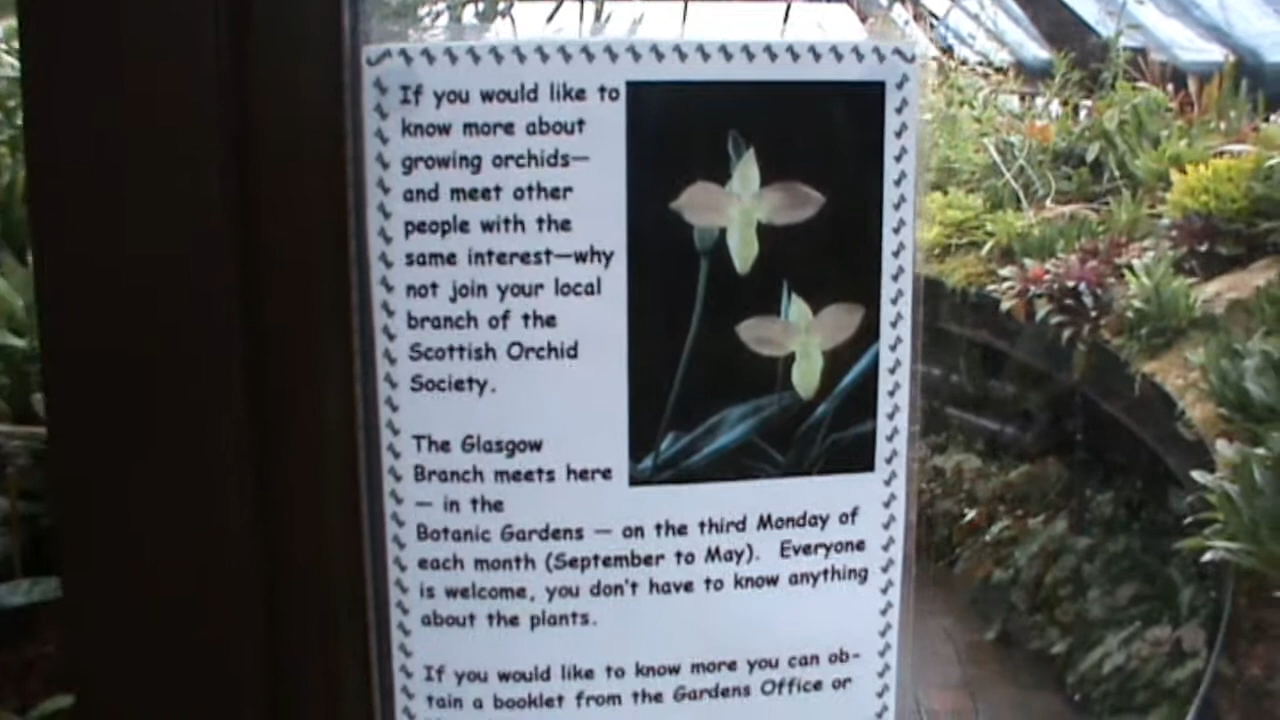 If you would like to
know more about
growing orchids—
and meet other
people with the
same interest—why
not join your local
branch of the
Scottish Orchid
Society.
The Glasgow
Branch meets here
— in the
Botanic Gardens — on the third Monday of
each month (September to May). Everyone
is welcome, you don't have to know anything
about the plants.
If you would like to know more you can ob-
tain a booklet from the Gardens Office or